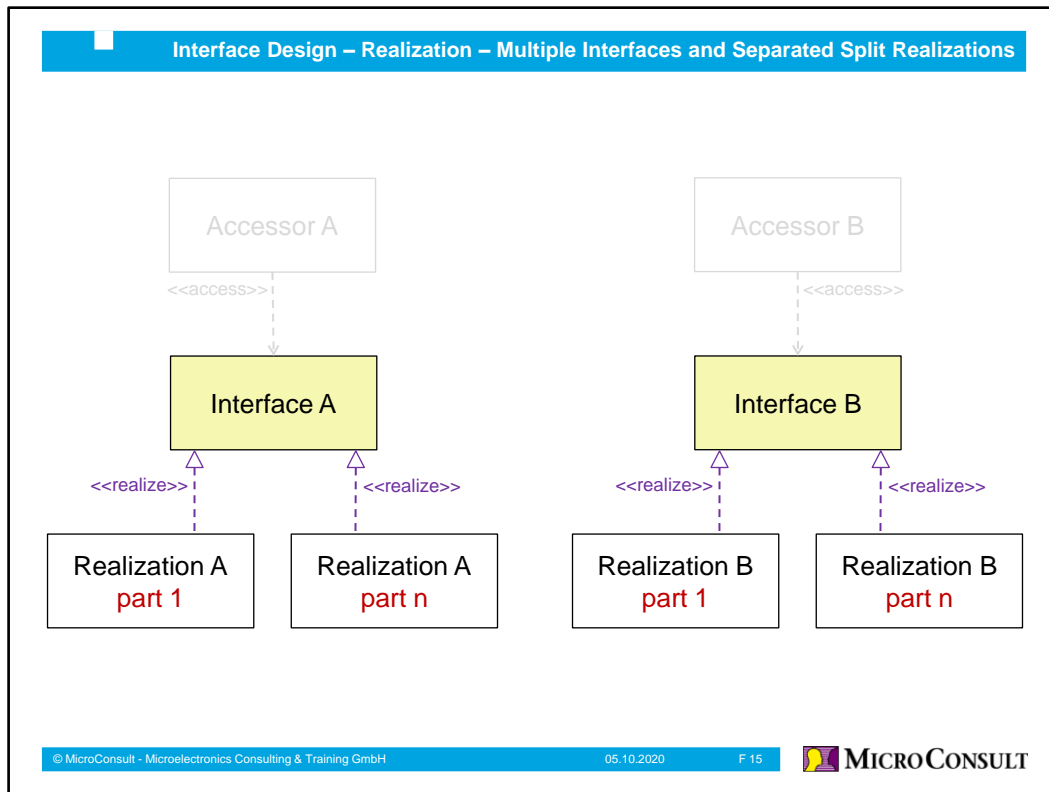 Interface Design – Realization – Multiple Interfaces and Separated Split Realizations
Accessor A
Accessor B
<<access>>
<<access>>
Interface A
Interface B
<<realize>>
<<realize>>
<<realize>>
<<realize>>
Realization A
part 1
Realization A
part n
Realization B
part 1
Realization B
part n
© MicroConsult - Microelectronics Consulting & Training GmbH
05.10.2020
F 15
MICROCONSULT